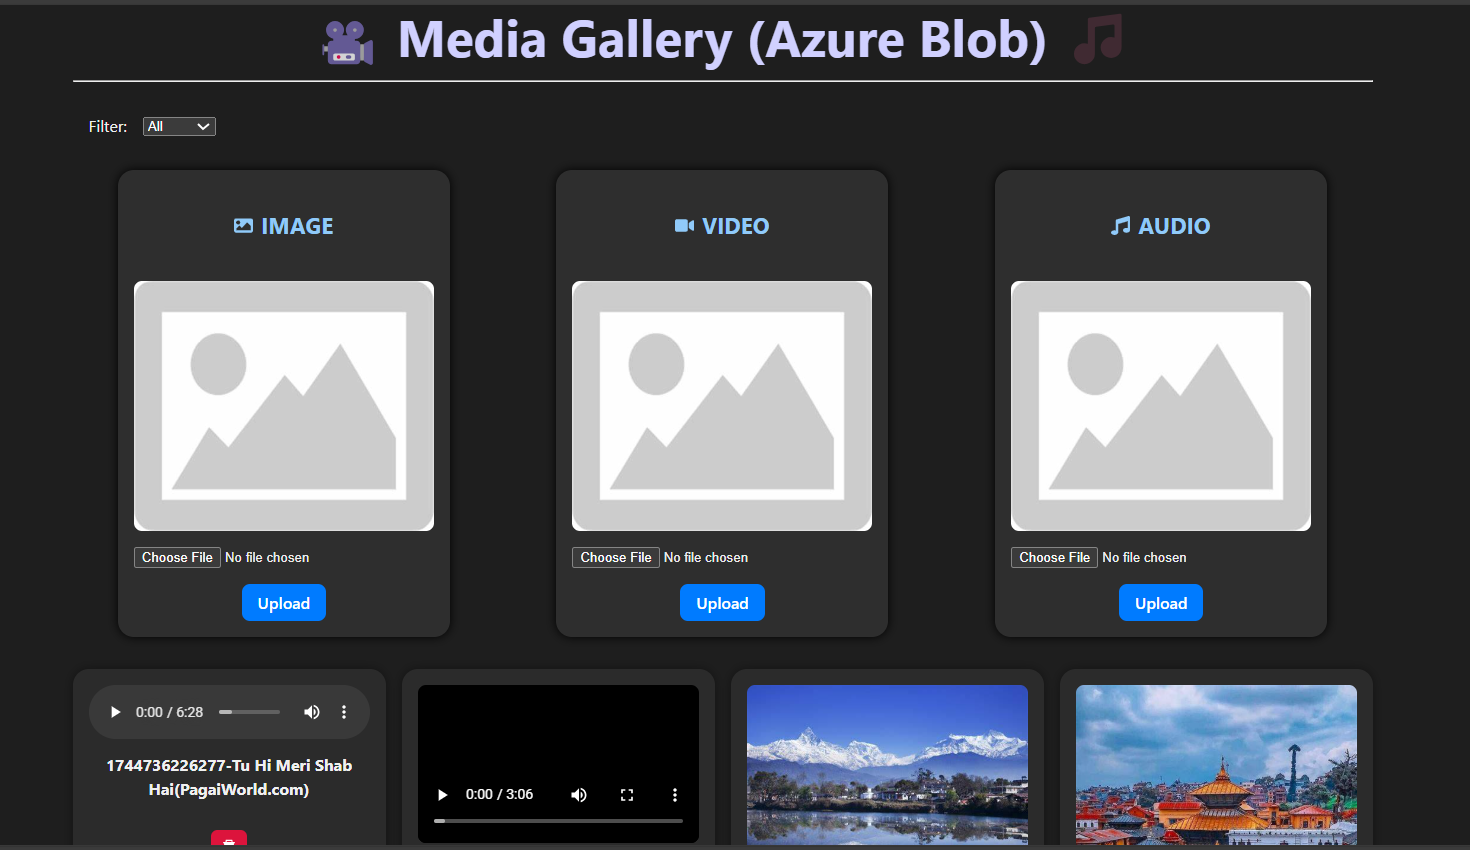 Media Gallery (Azure Blob)
Filter: All
IMAGE
VIDEO
AUDIO
Choose File No file chosen
Choose File No file chosen
Choose File No file chosen
Upload
Upload
Upload
0:00 / 6:28
1744736226277-Tu Hi Meri Shab
Hai(PagaiWorld.com)
0:00 / 3:06